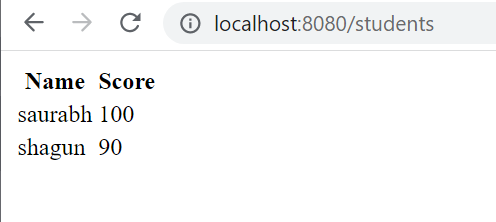 localhost:8080/students
Name Score
saurabh 100
shagun 90